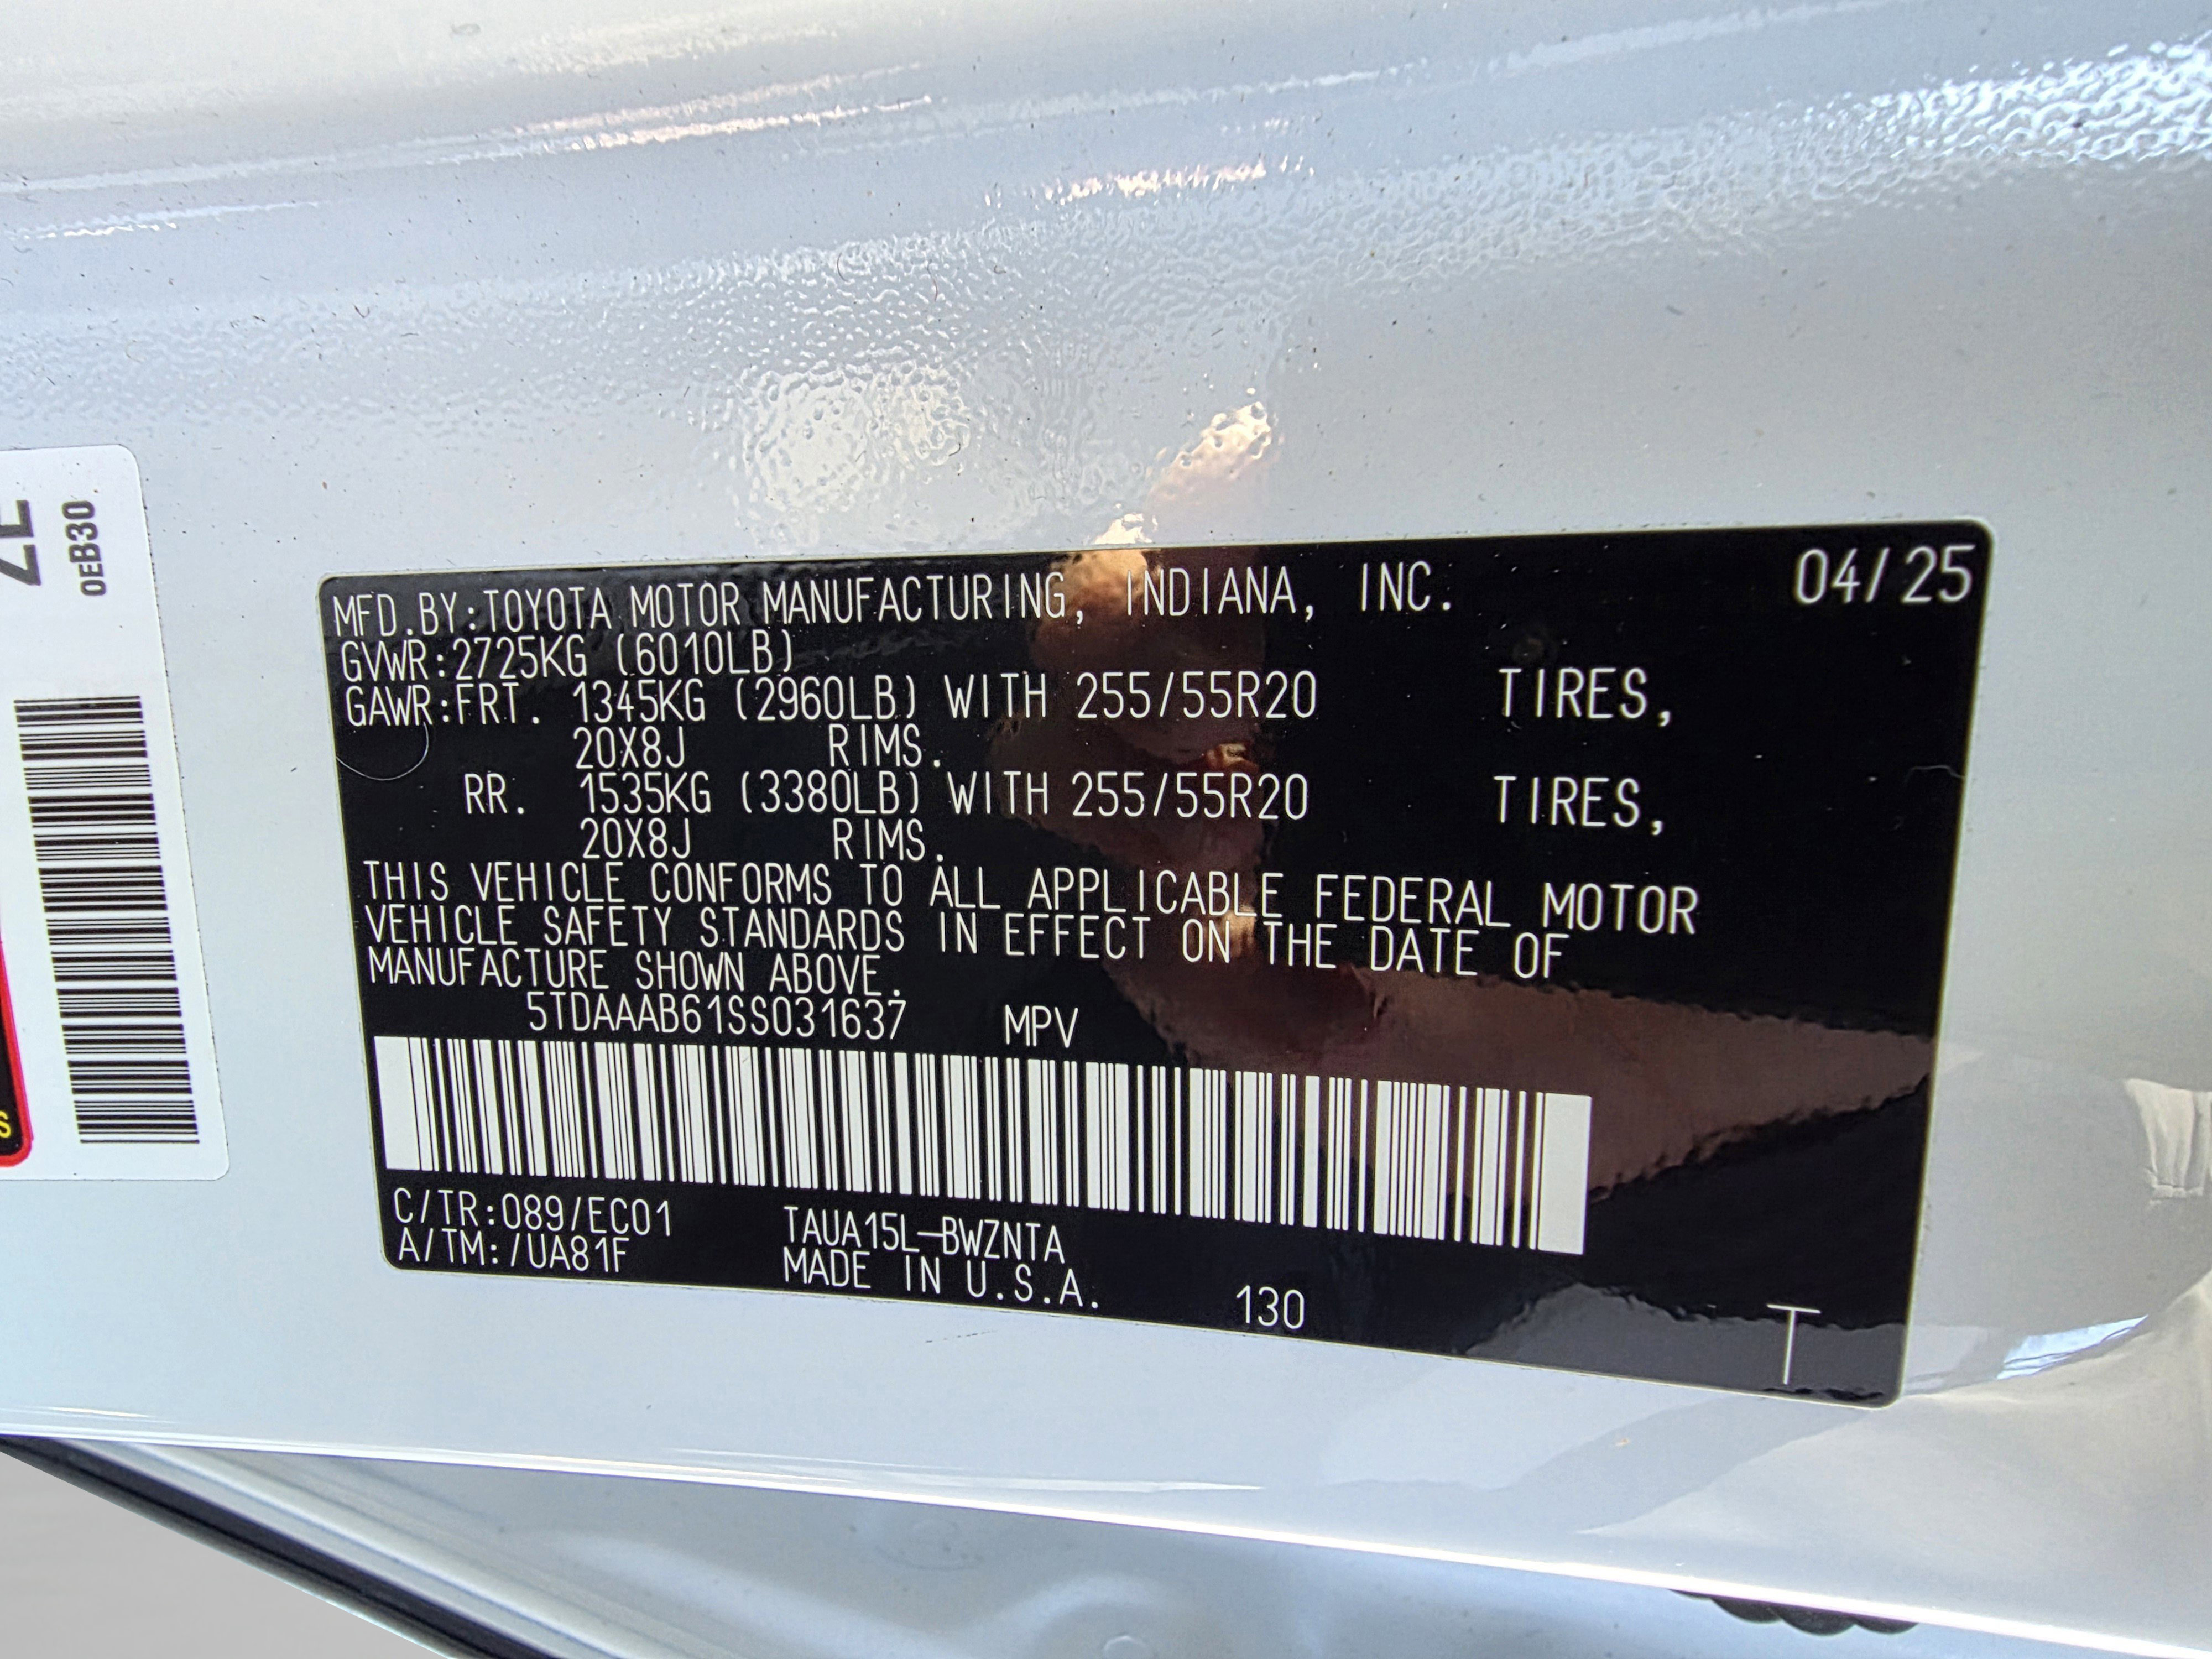 OEB30
MFD.BY:TOYOTA MOTOR MANUFACTURING, INDIANA, INC. 04/25
GVWR:2725KG (6010LB)
GAWR:FRT. 1345KG (2960LB) WITH 255/55R20 TIRES,
20X8J RIMS.
RR. 1535KG (3380LB) WITH 255/55R20 TIRES,
20X8J RIMS.
THIS VEHICLE CONFORMS TO ALL APPLICABLE FEDERAL MOTOR
VEHICLE SAFETY STANDARDS IN EFFECT ON THE DATE OF
MANUFACTURE SHOWN ABOVE.
5TDAAAB61SS031637 MPV
C/TR:089/EC01 TAUA15L-BWZNTA
A/TM:/UA81F MADE IN U.S.A. 130 T